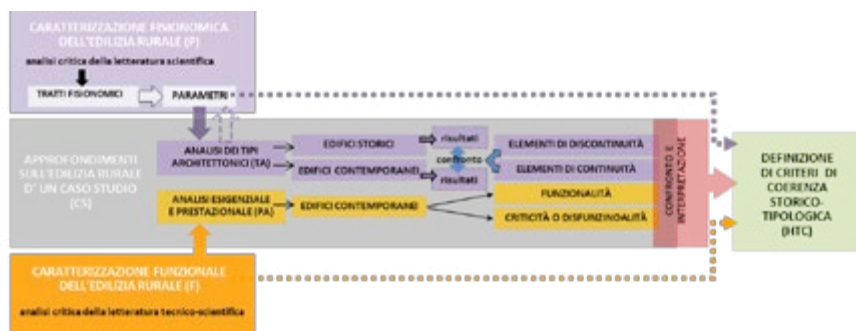 CARATTERIZZAZIONE FISIONOMICA
DELL'EDILIZIA RURALE (P)
analisi critica della letteratura scientifica
TRATTI FISIONOMICI
PARAMETRI
APPROFONDIMENTI
SULL'EDILIZIA RURALE
D' UN CASO STUDIO
(CS)
ANALISI DEI TIPI
ARCHITETTONICI (TA)
EDIFICI STORICI
risultati
EDIFICI CONTEMPORANEI
confronto
risultati
ELEMENTI DI DISCONTINUITÀ
ELEMENTI DI CONTINUITÀ
ANALISI ESIGENZIALE
E PRESTAZIONALE (PA)
EDIFICI CONTEMPORANEI
FUNZIONALITÀ
CRITICITÀ O DISFUNZINOALITÀ
CONFRONTO E
INTERPRETAZIONE
DEFINIZIONE
DI CRITERI DI
COERENZA
STORICO-
TIPOLOGICA
(HTC)
CARATTERIZZAZIONE FUNZIONALE
DELL'EDILIZIA RURALE (F)
analisi critica della letteratura tecnico-scientifica